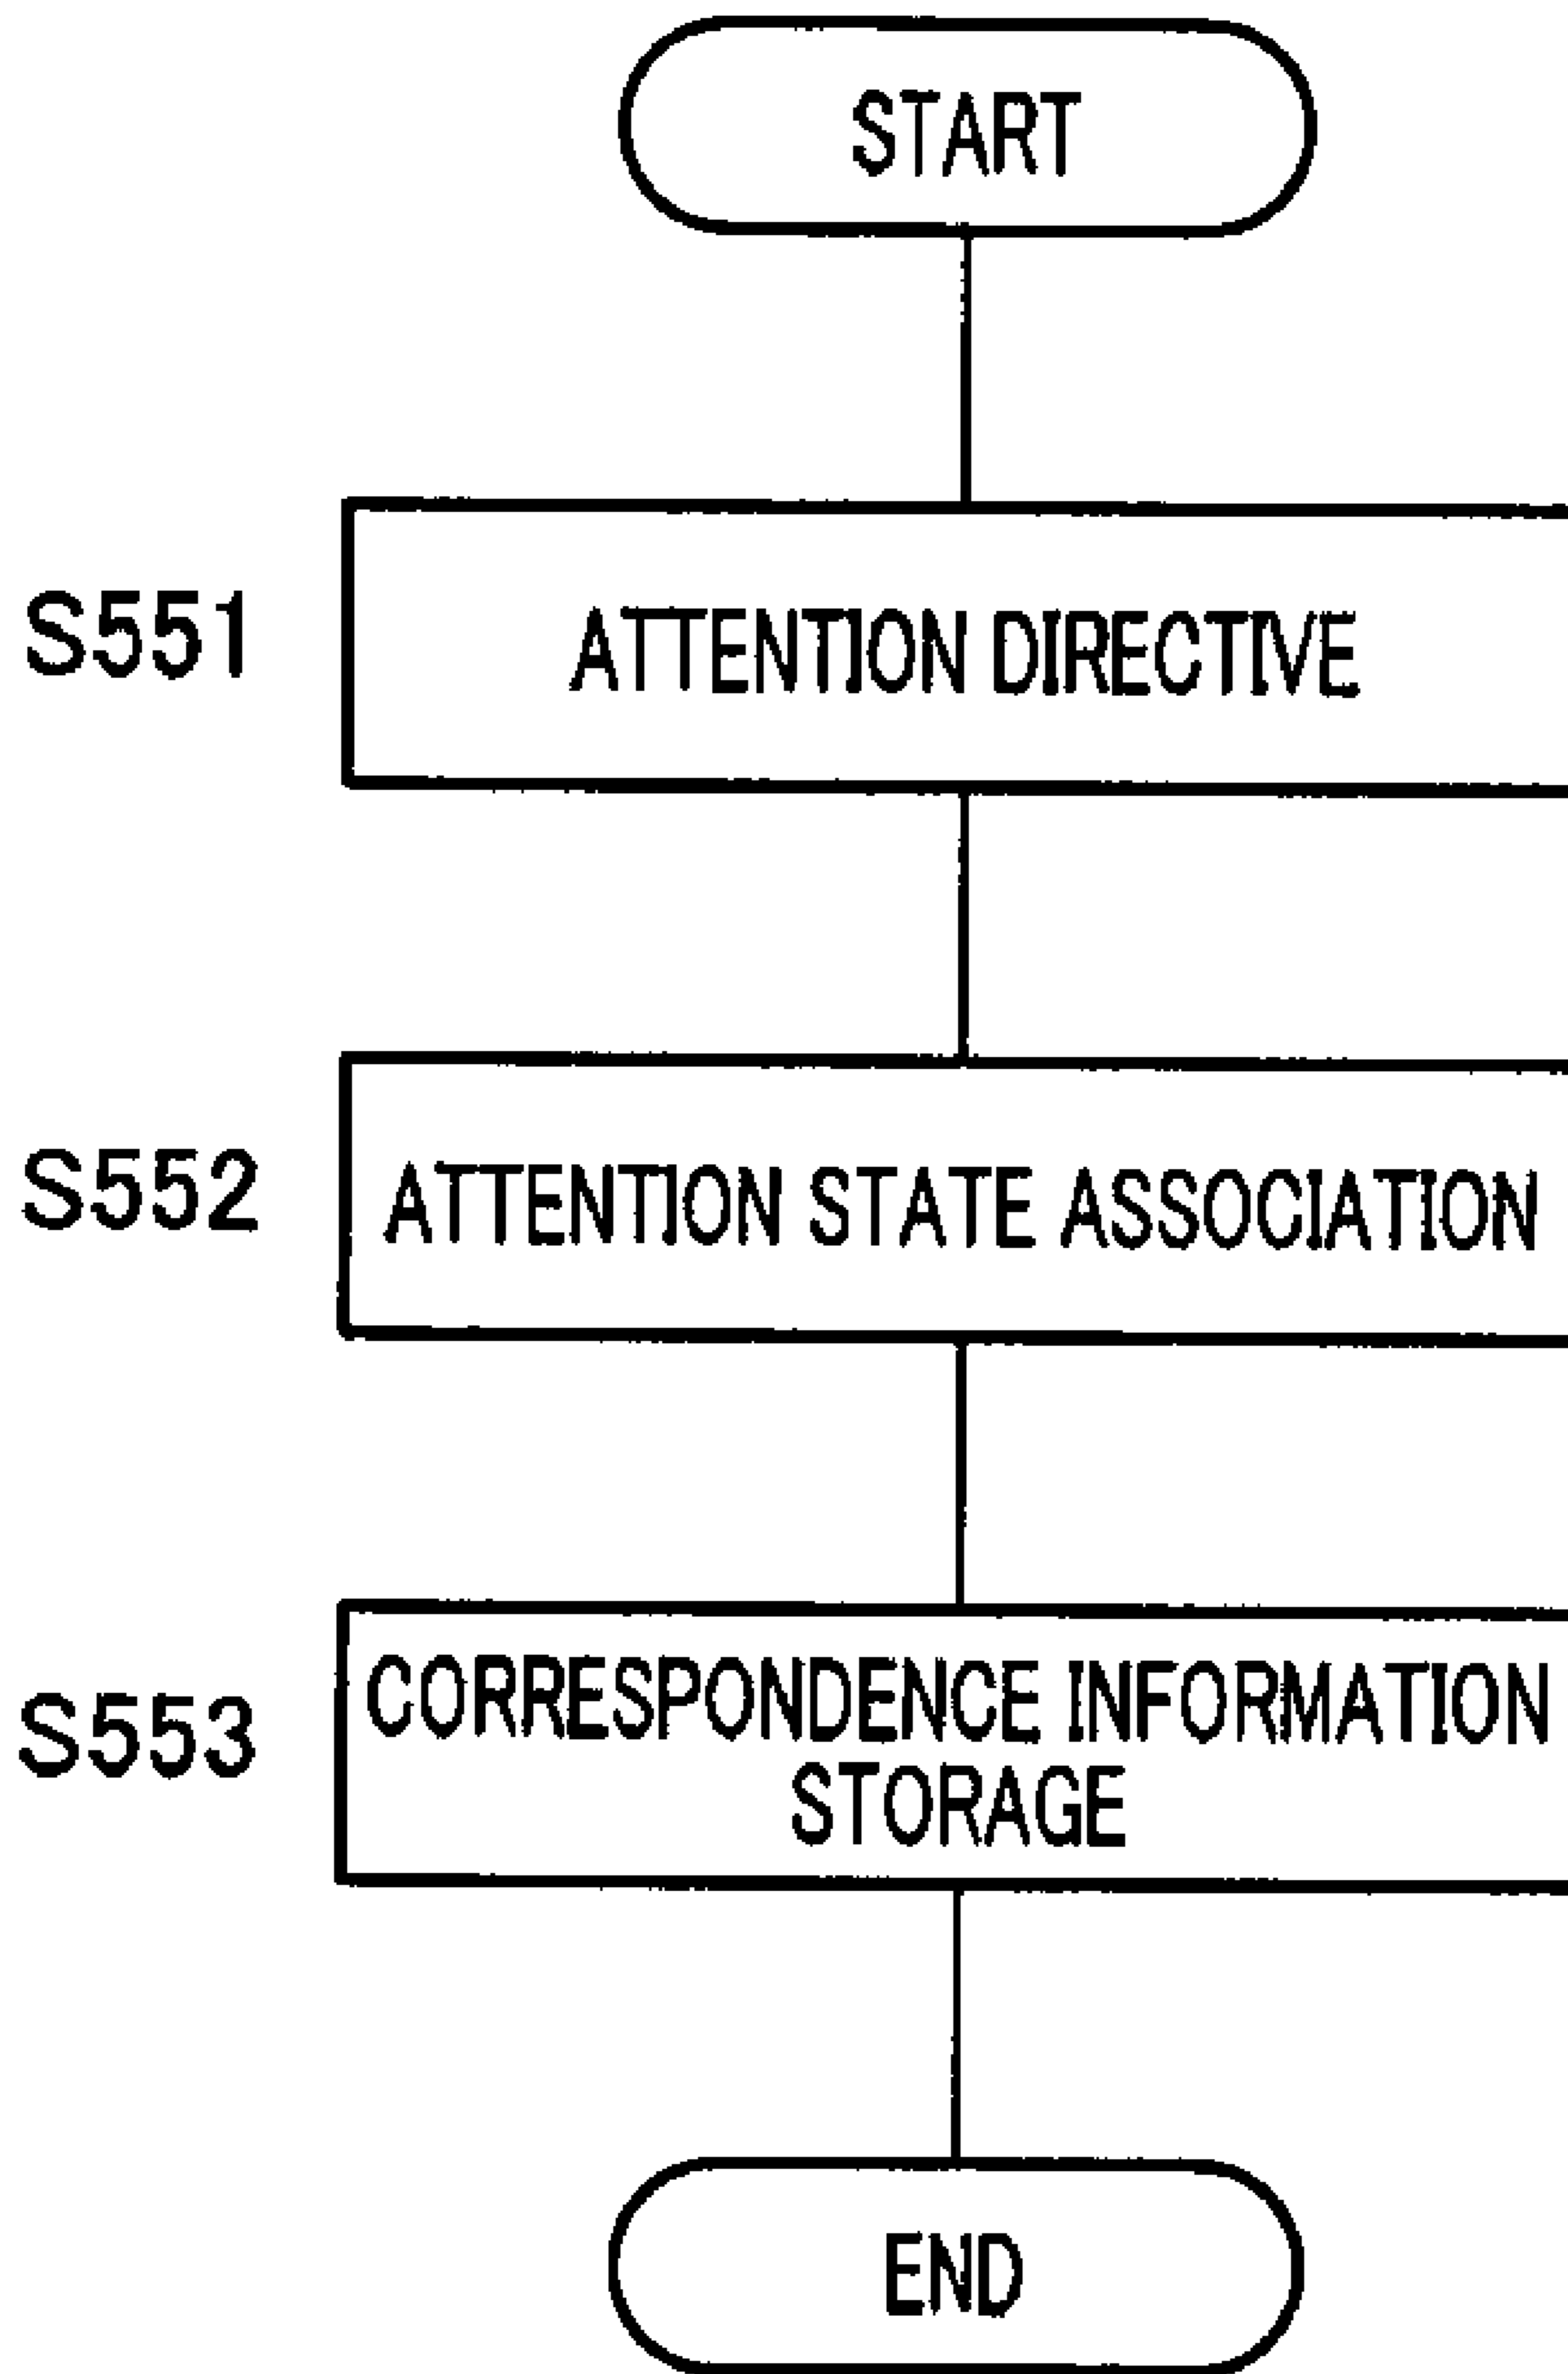 START
S551
ATTENTION DIRECTIVE
S552
ATTENTION STATE ASSOCIATION
S553
CORRESPONDENCE INFORMATION
STORAGE
END